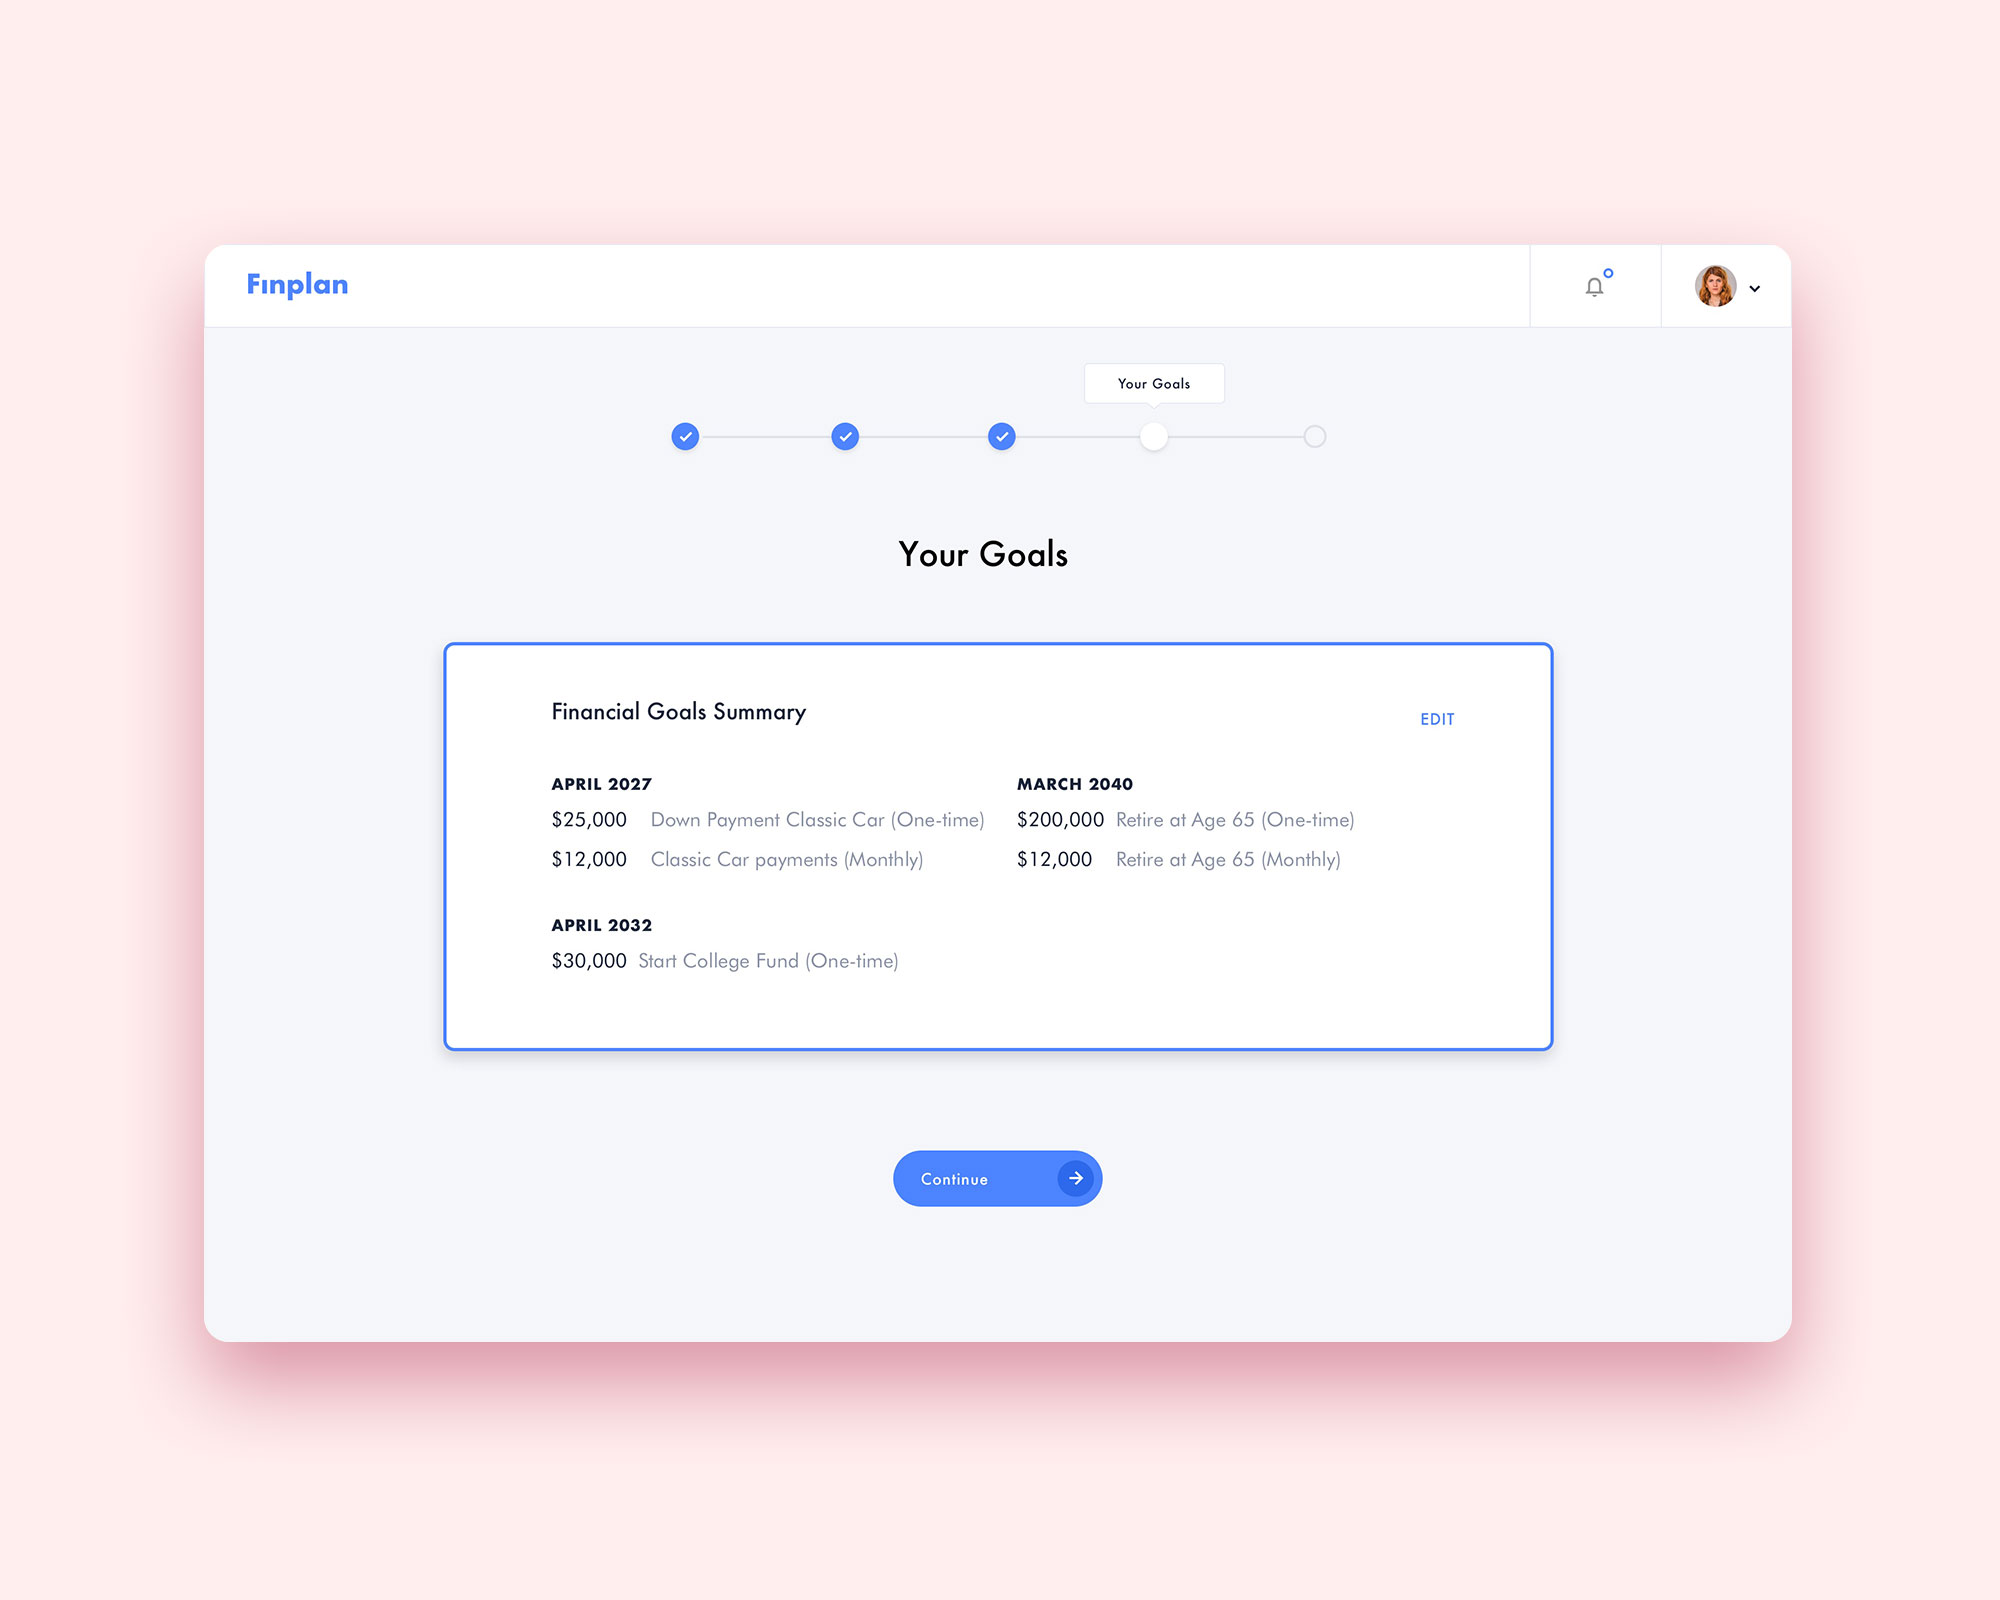 Finplan
Your Goals
Your Goals
Financial Goals Summary
EDIT
APRIL 2027
$25,000 Down Payment Classic Car (One-time)
$12,000 Classic Car payments (Monthly)
MARCH 2040
$200,000 Retire at Age 65 (One-time)
$12,000 Retire at Age 65 (Monthly)
APRIL 2032
$30,000 Start College Fund (One-time)
Continue